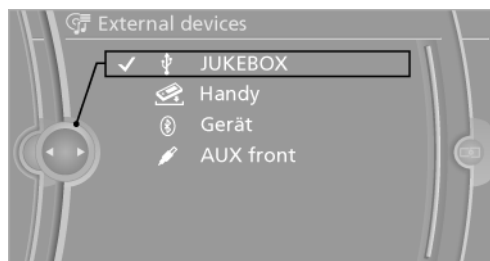 External devices
JUKEBOX
Handy
Gerät
AUX front